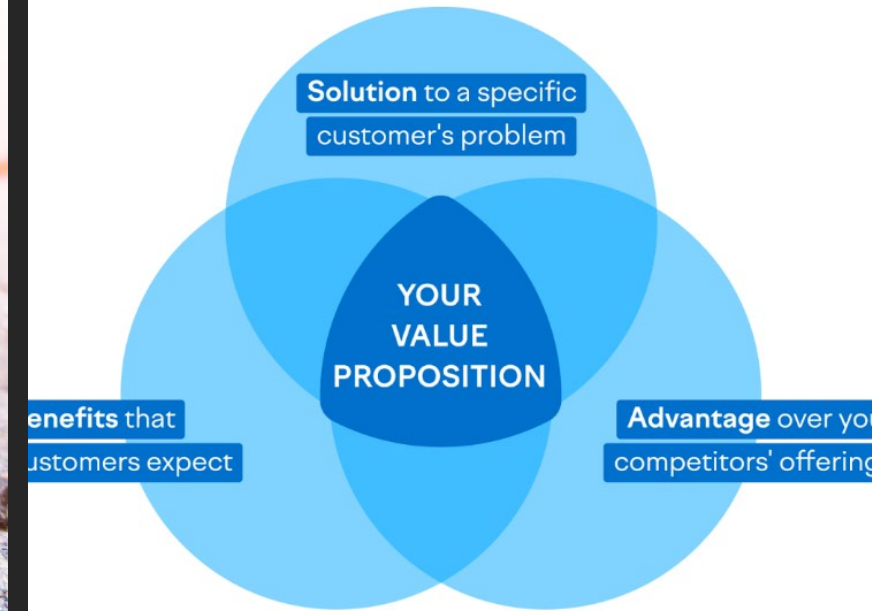 Solution to a specific
customer's problem
YOUR
VALUE
PROPOSITION
enefits that
ustomers expect
Advantage over you
competitors' offering